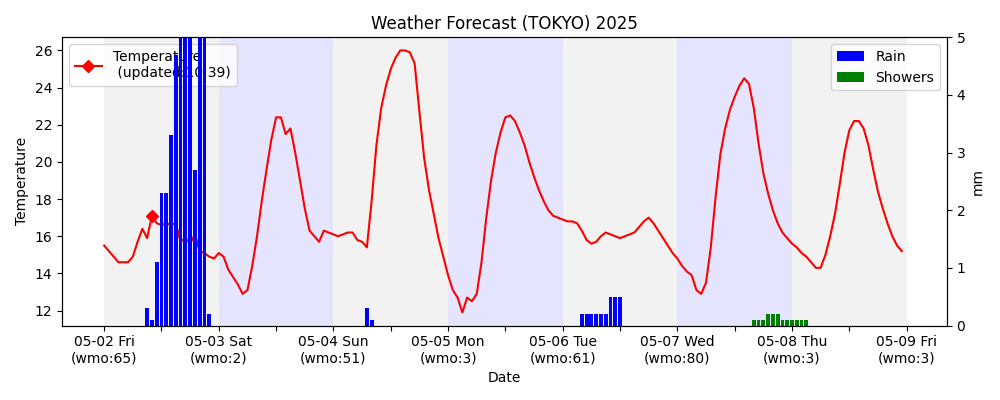 Weather Forecast (TOKYO) 2025
Temperature
(updated 10:39)
Rain
Showers
26
24
22
20
18
16
14
12
Temperature
5
4
3
2
1
0
mm
05-02 Fri
(wmo:65)
05-03 Sat
(wmo:2)
05-04 Sun
(wmo:51)
05-05 Mon
(wmo:3)
05-06 Tue
(wmo:61)
05-07 Wed
(wmo:80)
05-08 Thu
(wmo:3)
05-09 Fri
(wmo:3)
Date